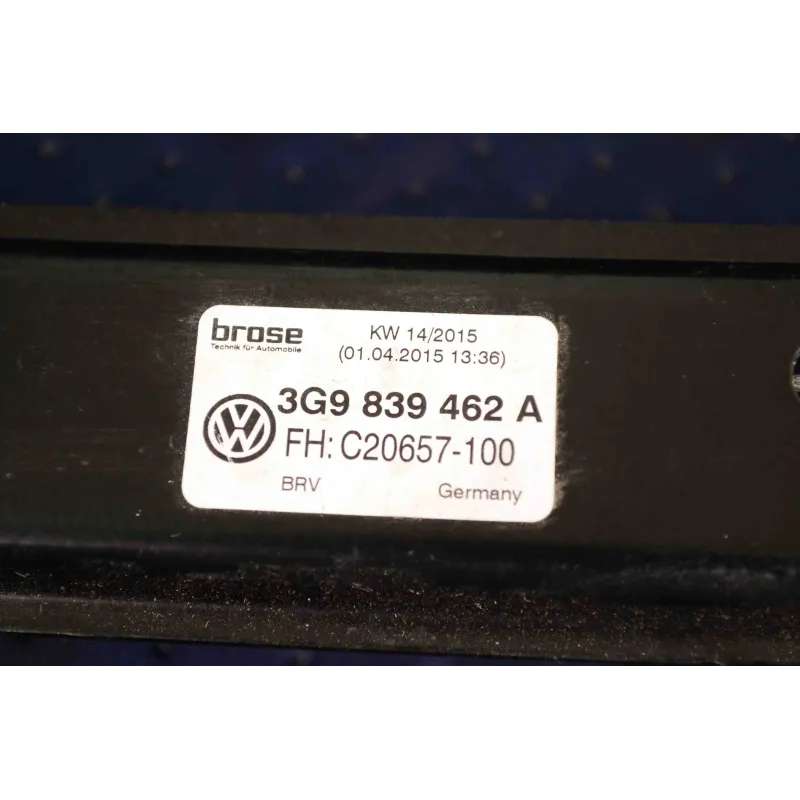 brose
Technik für Automobile
KW 14/2015
(01.04.2015 13:36)
3G9 839 462 A
FH: C20657-100
BRV
Germany